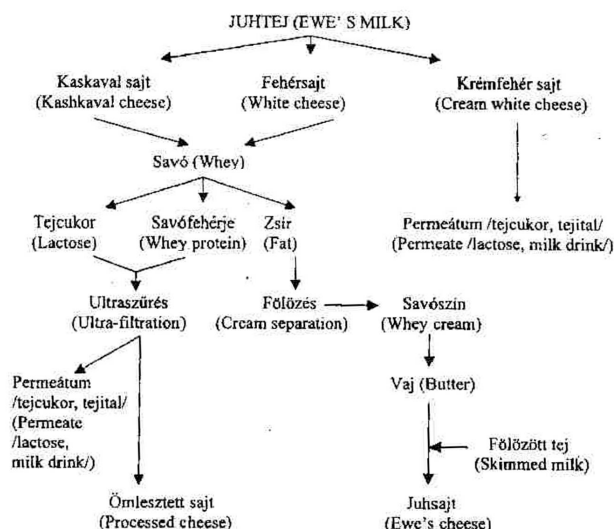 JUHTEJ (EWE' S MILK)
Kaskaval sajt
(Kashkaval cheese)
Fehérsajt
(White cheese)
Krémfehér sajt
(Cream white cheese)
Savó (Whey)
Tejcukor
(Lactose)
Savófehérje
(Whey protein)
Zsír
(Fat)
Permeátum /tejcukor, tejital/
(Permeate /lactose, milk drink/)
Ultraszűrés
(Ultra-filtration)
Fölözés
(Cream separation)
Savószín
(Whey cream)
Permeátum
/tejcukor, tejital/
(Permeate
/lactose,
milk drink/)
Vaj (Butter)
Fölözött tej
(Skimmed milk)
Ömlesztett sajt
(Processed cheese)
Juhsajt
(Ewe's cheese)